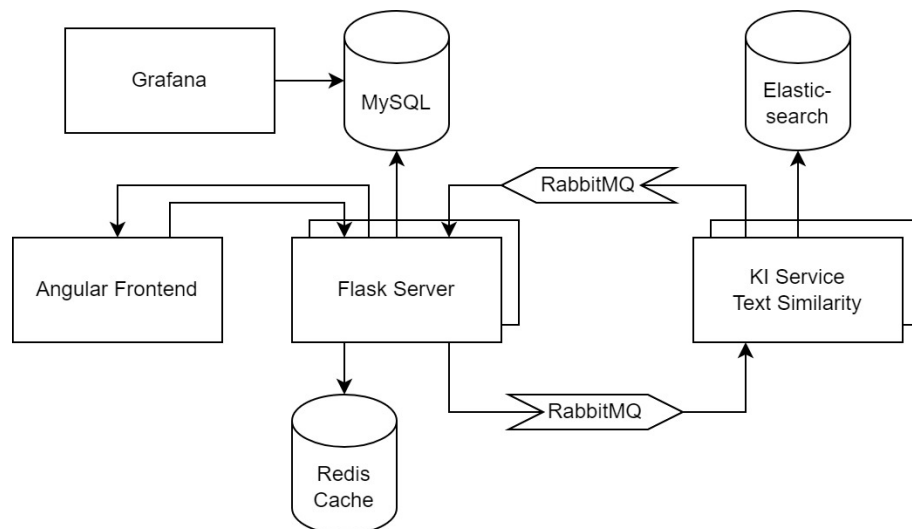 Grafana
MySQL
Elastic-
search
RabbitMQ
Angular Frontend
Flask Server
KI Service
Text Similarity
RabbitMQ
Redis
Cache